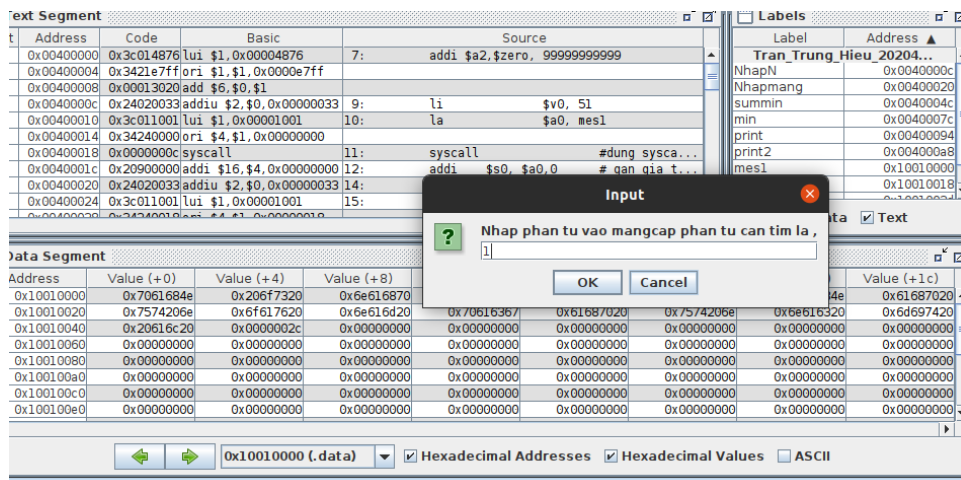 ext Segment
t Address Code Basic Source
0x00400000 0x3c014876 lui $1,0x00004876 7: addi $a2,$zero, 99999999999
0x00400004 0x3421e7ff ori $1,$1,0x0000e7ff
0x00400008 0x00013020 add $6,$0,$1
0x0040000c 0x24020033 addiu $2,$0,0x00000033 9: li $v0, 51
0x00400010 0x3c011001 lui $1,0x00001001 10: la $a0, mes1
0x00400014 0x34240000 ori $4,$1,0x00000000
0x00400018 0x0000000c syscall 11: syscall #dung sysca...
0x0040001c 0x20900000 addi $16,$4,0x00000000 12: addi $s0, $a0,0 # gan gia t...
0x00400020 0x24020033 addiu $2,$0,0x00000033 14:
0x00400024 0x3c011001 lui $1,0x00001001 15:
0x00400028 0x34240018 ori $4,$1,0x00000018
Labels
Label Address ▲
Tran_Trung_Hieu_20204...
NhapN 0x0040000c
Nhapmang 0x00400020
summin 0x0040004c
min 0x0040007c
print 0x00400094
print2 0x004000a8
mes1 0x10010000
0x10010018
ta Text
Input
Nhap phan tu vao mangcap phan tu can tim la ,
1
OK Cancel
Data Segment
Address Value (+0) Value (+4) Value (+8) Value (+1c)
0x10010000 0x7061684e 0x206f7320 0x6e616870 4e 0x61687020
0x10010020 0x7574206e 0x6f617620 0x6e616d20 0x70616367 0x61687020 0x7574206e 0x6e616320 0x6d697420
0x10010040 0x20616c20 0x0000002c 0x00000000 0x00000000 0x00000000 0x00000000 0x00000000 0x00000000
0x10010060 0x00000000 0x00000000 0x00000000 0x00000000 0x00000000 0x00000000 0x00000000 0x00000000
0x10010080 0x00000000 0x00000000 0x00000000 0x00000000 0x00000000 0x00000000 0x00000000 0x00000000
0x100100a0 0x00000000 0x00000000 0x00000000 0x00000000 0x00000000 0x00000000 0x00000000 0x00000000
0x100100c0 0x00000000 0x00000000 0x00000000 0x00000000 0x00000000 0x00000000 0x00000000 0x00000000
0x100100e0 0x00000000 0x00000000 0x00000000 0x00000000 0x00000000 0x00000000 0x00000000 0x00000000
0x10010000 (.data) Hexadecimal Addresses Hexadecimal Values ASCII